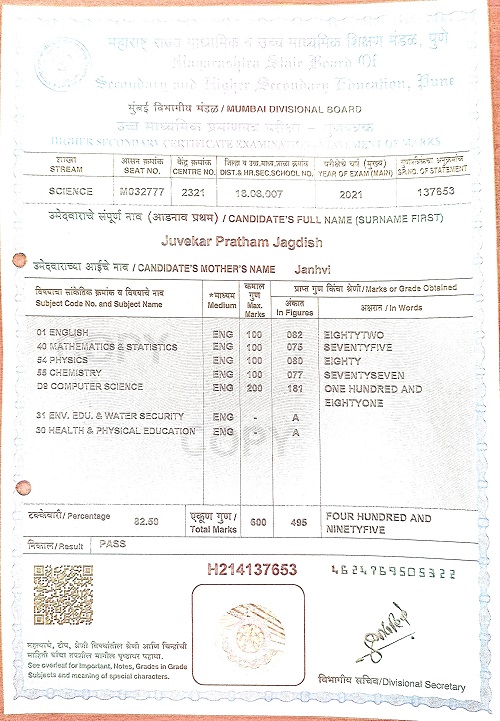 महाराष्ट्र राज्य माध्यमिक व उच्च माध्यमिक शिक्षण मंडळ, पुणे
Maharashtra State Board Of
Secondary and Higher Secondary Education, Pune
मुंबई विभागीय मंडळ / MUMBAI DIVISIONAL BOARD
उच्च माध्यमिक प्रमाणपत्र परीक्षा - गुणपत्रक
HIGHER SECONDARY CERTIFICATE EXAMINATION - STATEMENT OF MARKS
शाखा आसन क्रमांक केंद्र क्रमांक जिल्हा व उच्च.माध्य.शाळा क्रमांक परीक्षेचे वर्ष (मुख्य) गुणपत्रिकेचा अनुक्रमांक
STREAM SEAT NO. CENTRE NO. DIST.& HR.SEC.SCHOOL NO. YEAR OF EXAM (MAIN) SR.NO. OF STATEMENT
SCIENCE M032777 2321 2021 137653
उमेदवाराचे संपूर्ण नाव (आडनाव प्रथम) / CANDIDATE'S FULL NAME (SURNAME FIRST)
Juvekar Pratham Jagdish
उमेदवाराच्या आईचे नाव / CANDIDATE'S MOTHER'S NAME Janhvi
विषयाचा सांकेतिक क्रमांक व विषयाचे नाव
Subject Code No. and Subject Name
*माध्यम
Medium
कमाल
गुण
Max.
Marks
प्राप्त गुण किंवा श्रेणी/Marks or Grade Obtained
अंकात
In Figures
अक्षरात / In Words
01 ENGLISH ENG 100 082 EIGHTYTWO
40 MATHEMATICS & STATISTICS ENG 100 075 SEVENTYFIVE
54 PHYSICS ENG 100 080 EIGHTY
55 CHEMISTRY ENG 100 077 SEVENTYSEVEN
D9 COMPUTER SCIENCE ENG 200 181 ONE HUNDRED AND
EIGHTYONE
31 ENV. EDU. & WATER SECURITY ENG - A
30 HEALTH & PHYSICAL EDUCATION ENG - A
COPY
टक्केवारी / Percentage 82.50 एकूण गुण / Total Marks 600 495 FOUR HUNDRED AND
NINETYFIVE
निकाल / Result PASS
H214137653
4624769505322
See overleaf for Important, Notes, Grades in Grade
Subjects and meaning of special characters.
विभागीय सचिव/Divisional Secretary